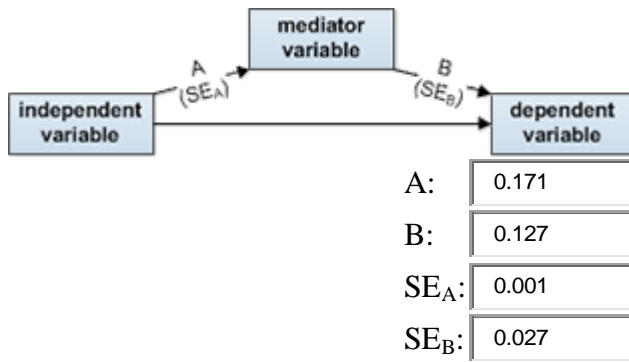 mediator
variable
A
(SEA)
B
(SEB)
independent
variable
dependent
variable
A: 0.171
B: 0.127
SEA: 0.001
SEB: 0.027